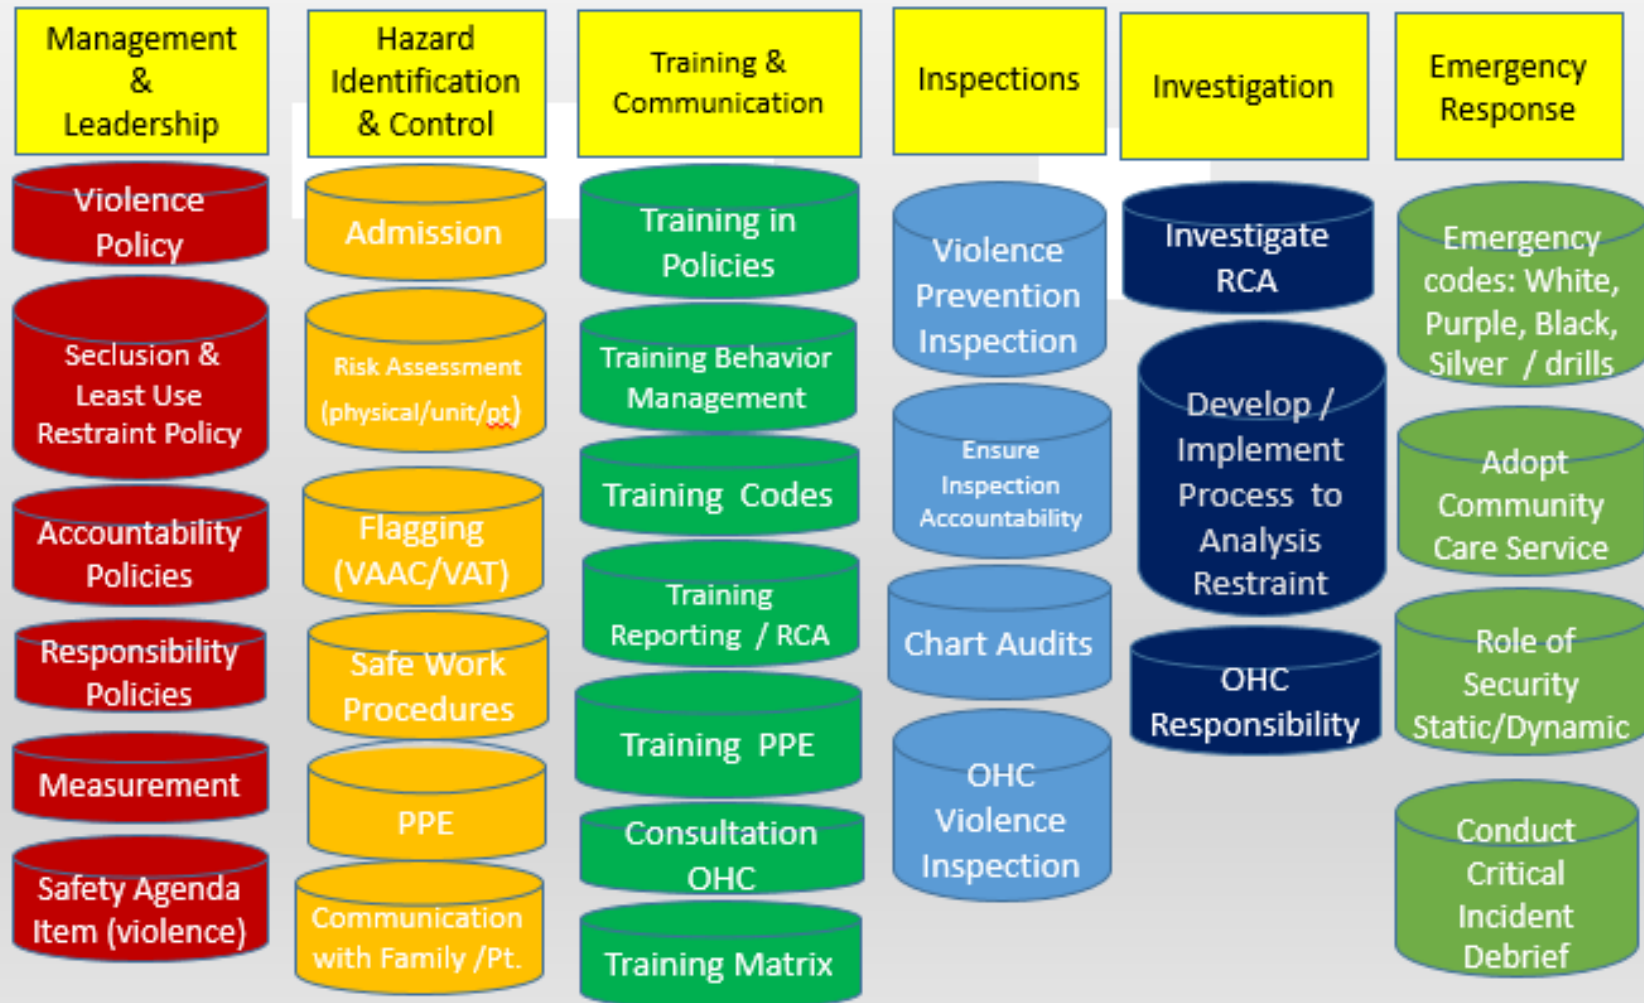 Management
&
Leadership
Violence
Policy
Seclusion &
Least Use
Restraint Policy
Accountability
Policies
Responsibility
Policies
Measurement
Safety Agenda
Item (violence)
Hazard
Identification
& Control
Admission
Risk Assessment
(physical/unit/pt)
Flagging
(VAAC/VAT)
Safe Work
Procedures
PPE
Communication
with Family /Pt.
Training &
Communication
Training in
Policies
Training Behavior
Management
Training Codes
Training
Reporting / RCA
Training PPE
Consultation
OHC
Training Matrix
Inspections
Violence
Prevention
Inspection
Ensure
Inspection
Accountability
Chart Audits
OHC
Violence
Inspection
Investigation
Investigate
RCA
Develop /
Implement
Process to
Analysis
Restraint
OHC
Responsibility
Emergency
Response
Emergency
codes: White,
Purple, Black,
Silver / drills
Adopt
Community
Care Service
Role of
Security
Static/Dynamic
Conduct
Critical
Incident
Debrief